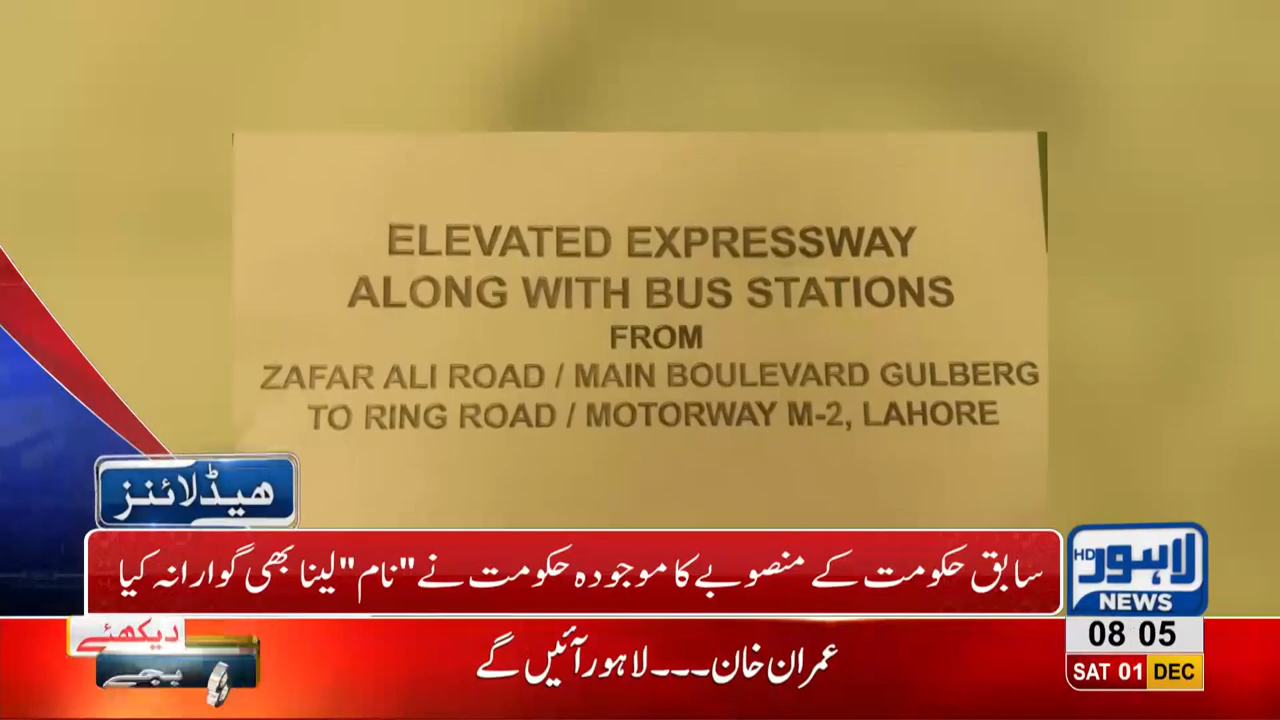 ELEVATED EXPRESSWAY
ALONG WITH BUS STATIONS
FROM
ZAFAR ALI ROAD / MAIN BOULEVARD GULBERG
TO RING ROAD / MOTORWAY M-2, LAHORE
ہیڈلائنز
سابق حکومت کے منصوبے کا موجودہ حکومت نے "نام" لینا بھی گوارا نہ کیا
لاہور HD
NEWS
08 05
SAT 01 DEC
دیکھئے
بجے
عمران خان۔۔۔لاہور آئیں گے